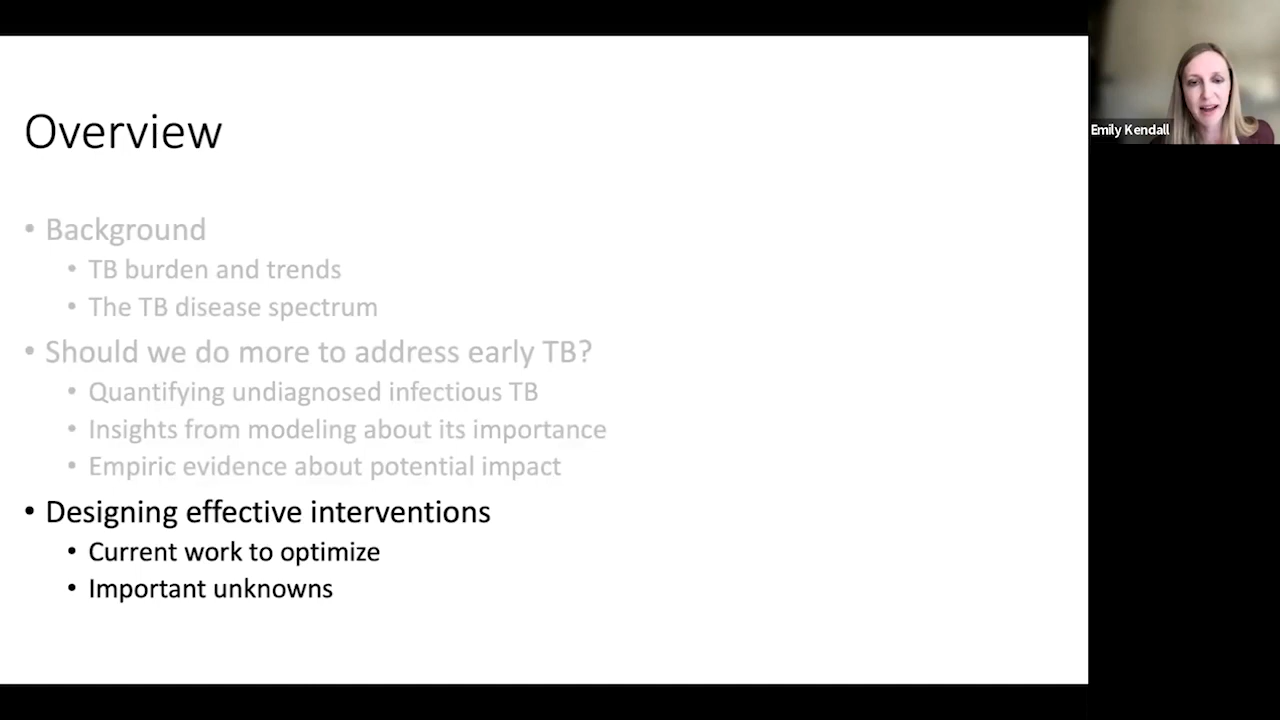 Overview
• Background
• TB burden and trends
• The TB disease spectrum
• Should we do more to address early TB?
• Quantifying undiagnosed infectious TB
• Insights from modeling about its importance
• Empiric evidence about potential impact
• Designing effective interventions
• Current work to optimize
• Important unknowns
Emily Kendall